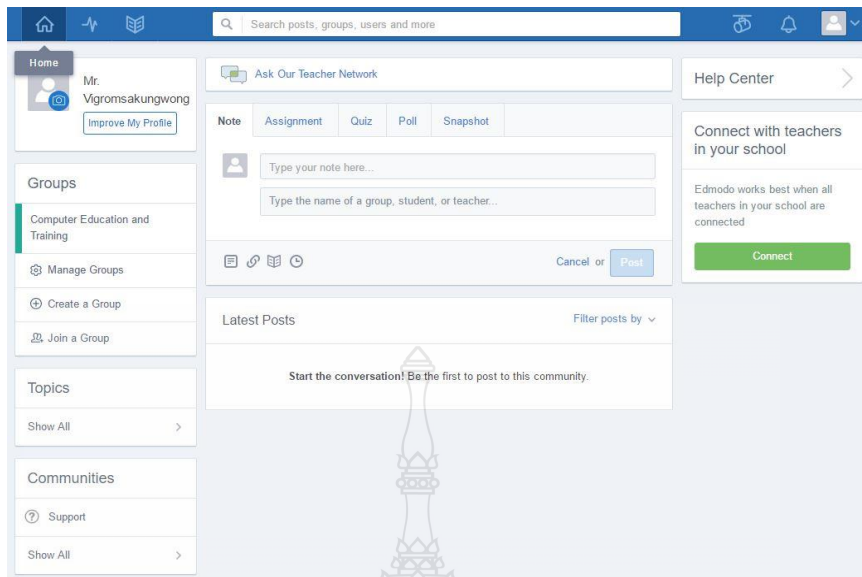 Search posts, groups, users and more
Home
Mr.
Vigromsakungwong
Improve My Profile
Groups
Computer Education and
Training
Manage Groups
Create a Group
Join a Group
Topics
Show All
Communities
Support
Show All
Ask Our Teacher Network
Note Assignment Quiz Poll Snapshot
Type your note here...
Type the name of a group, student, or teacher...
Cancel or Post
Latest Posts Filter posts by
Start the conversation! Be the first to post to this community.
Help Center
Connect with teachers
in your school
Edmodo works best when all
teachers in your school are
connected
Connect